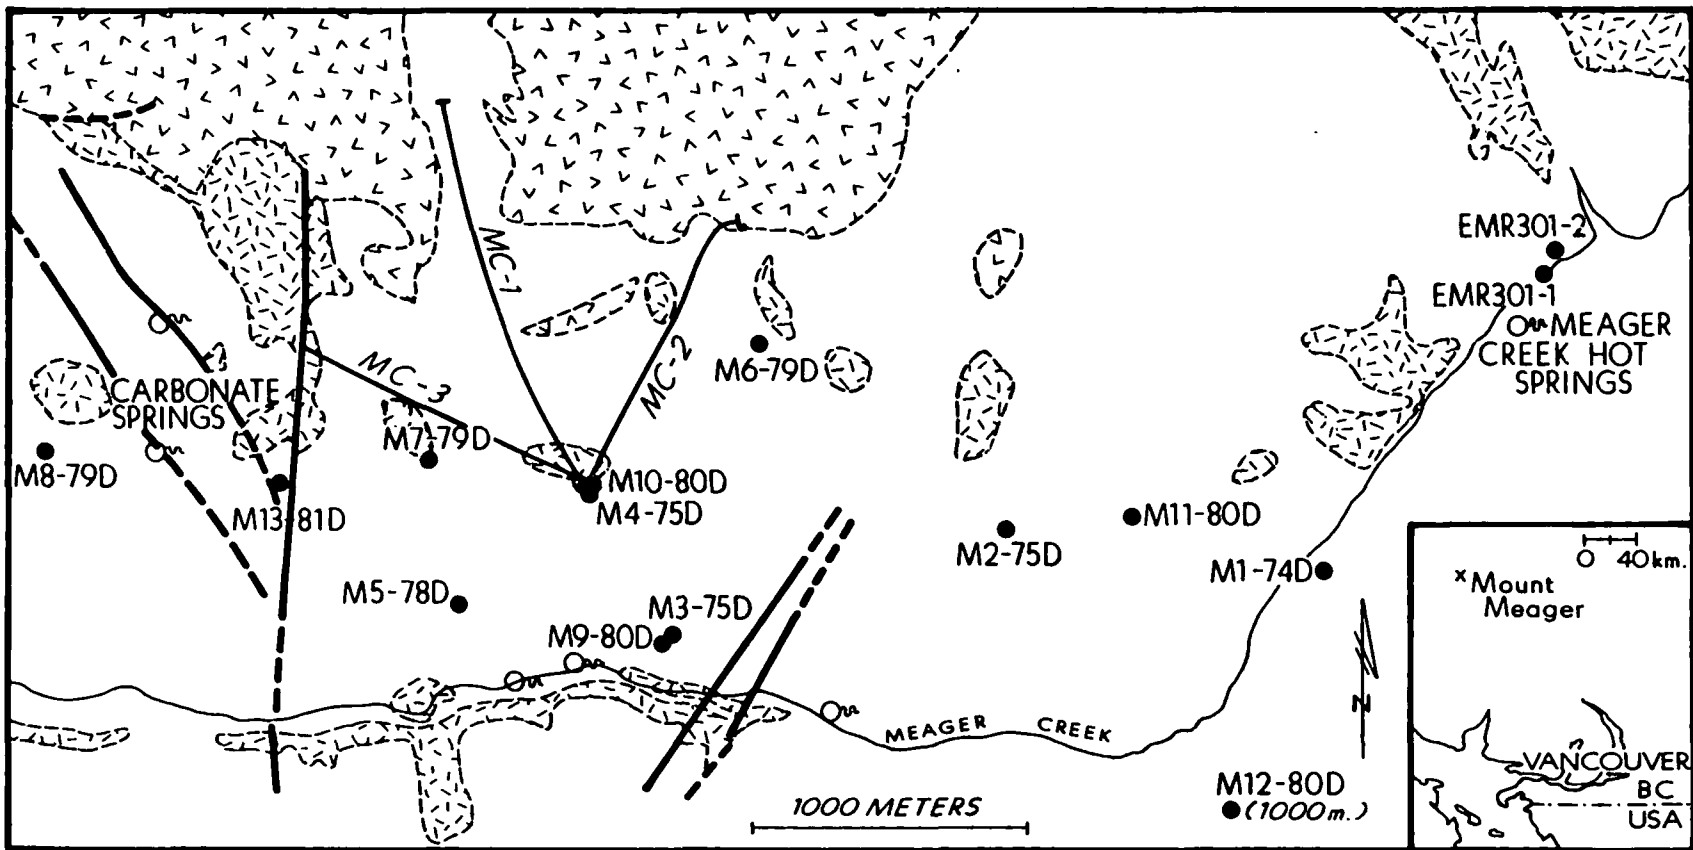 MC-1
EMR301-2
EMR301-1
MEAGER
CREEK HOT
SPRINGS
MC-3
MC-2
M6-79D
CARBONATE
SPRINGS
M7-79D
M8-79D
M10-80D
M4-75D
M13-81D
M11-80D
M2-75D
M1-74D
M5-78D
M3-75D
M9-80D
MEAGER CREEK
N
M12-80D
(1000m.)
1000 METERS
0 40km.
x Mount
Meager
VANCOUVER
BC
USA